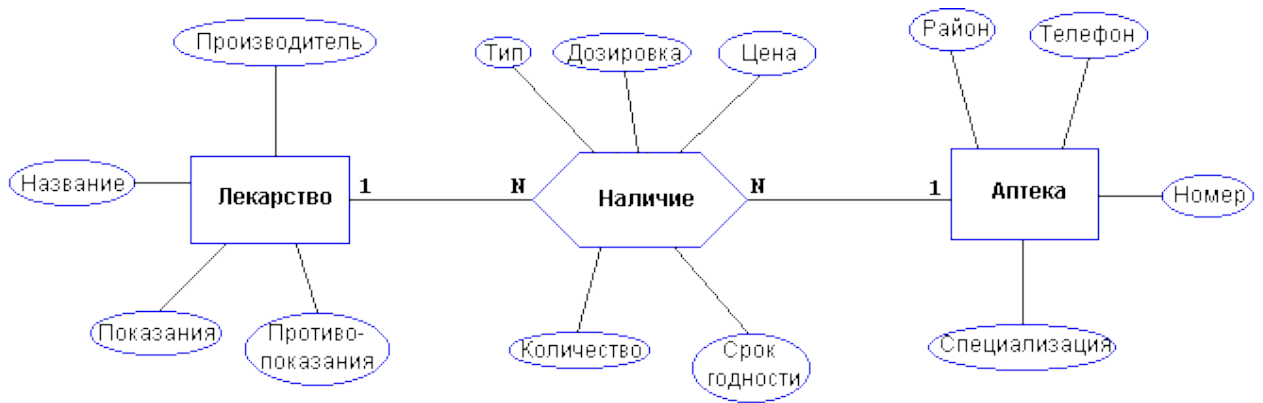 Производитель
Тип
Дозировка
Цена
Район
Телефон
Название
Лекарство
1
N
Наличие
N
1
Аптека
Номер
Показания
Противо-
показания
Количество
Срок
годности
Специализация